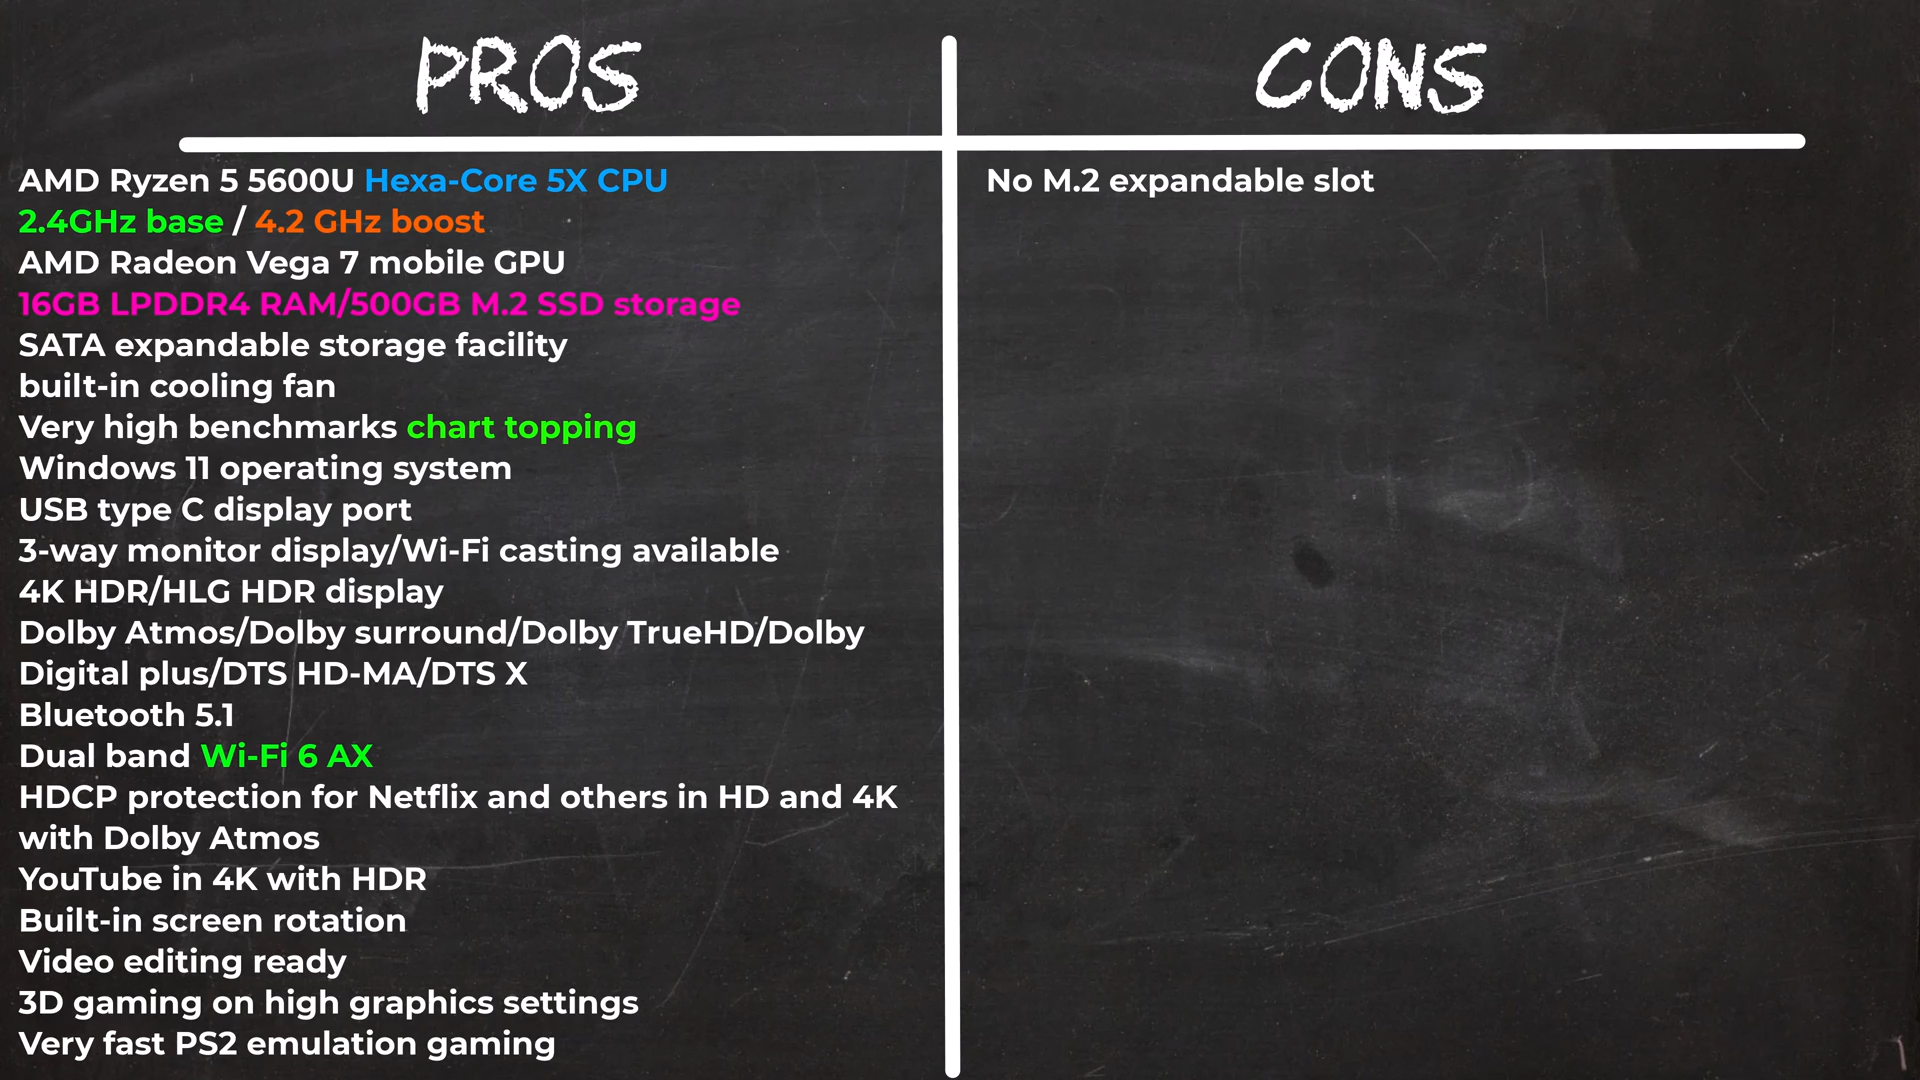 PROS
CONS
AMD Ryzen 5 5600U Hexa-Core 5X CPU
2.4GHz base / 4.2 GHz boost
AMD Radeon Vega 7 mobile GPU
16GB LPDDR4 RAM/500GB M.2 SSD storage
SATA expandable storage facility
built-in cooling fan
Very high benchmarks chart topping
Windows 11 operating system
USB type C display port
3-way monitor display/Wi-Fi casting available
4K HDR/HLG HDR display
Dolby Atmos/Dolby surround/Dolby TrueHD/Dolby
Digital plus/DTS HD-MA/DTS X
Bluetooth 5.1
Dual band Wi-Fi 6 AX
HDCP protection for Netflix and others in HD and 4K
with Dolby Atmos
YouTube in 4K with HDR
Built-in screen rotation
Video editing ready
3D gaming on high graphics settings
Very fast PS2 emulation gaming
No M.2 expandable slot